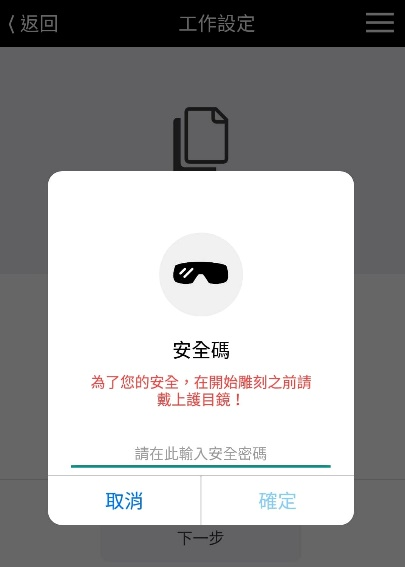 返回
工作設定
安全碼
為了您的安全，在開始雕刻之前請
戴上護目鏡！
請在此輸入安全密碼
取消
確定
下一步